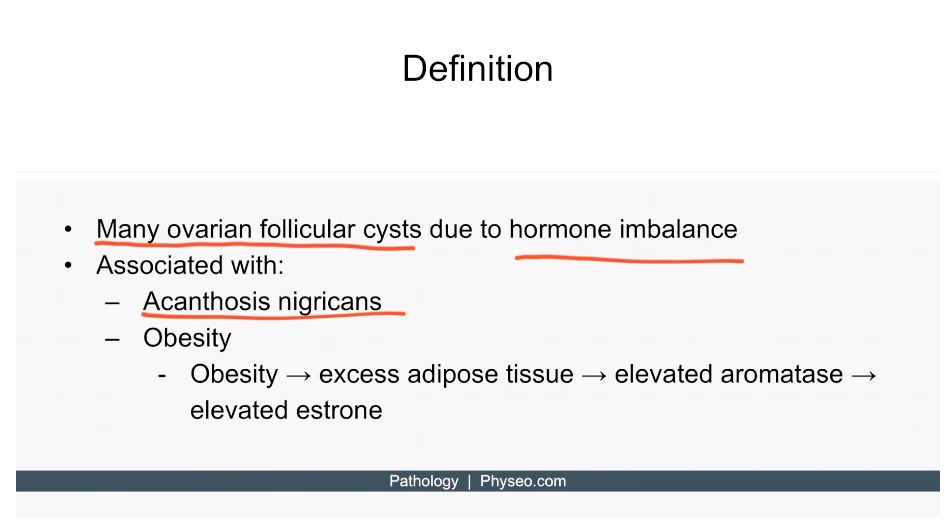 Definition
• Many ovarian follicular cysts due to hormone imbalance
• Associated with:
– Acanthosis nigricans
– Obesity
- Obesity → excess adipose tissue → elevated aromatase →
elevated estrone
Pathology | Physeo.com